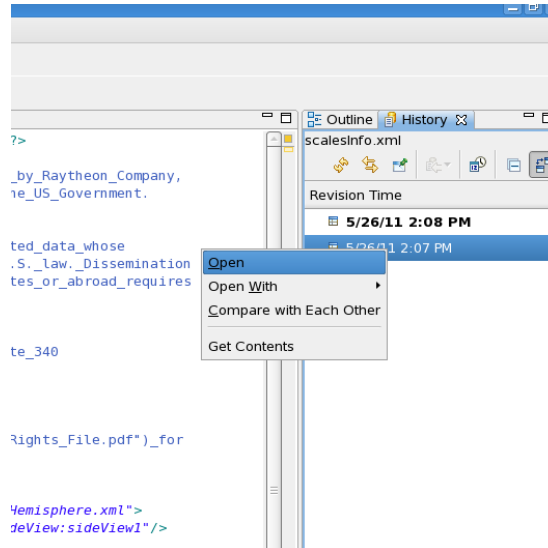 Outline
History
scalesInfo.xml
Revision Time
5/26/11 2:08 PM
5/26/11 2:07 PM
?>
_by_Raytheon_Company,
_US_Government.
ted_data_whose
.S._law._Dissemination
tes_or_abroad_requires
te_340
Rights_File.pdf")_for
Hemisphere.xml">
deView:sideView1"/>
Open
Open With
Compare with Each Other
Get Contents